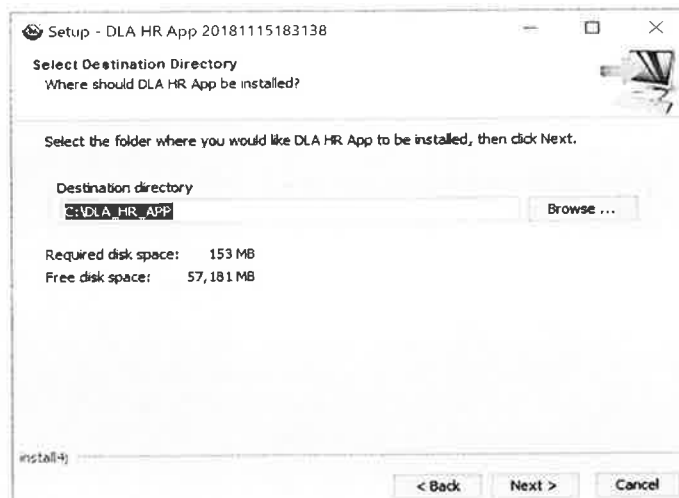 Setup - DLA HR App 20181115183138
Select Destination Directory
Where should DLA HR App be installed?
Select the folder where you would like DLA HR App to be installed, then click Next.
Destination directory
C:\DLA_HR_APP
Browse ...
Required disk space: 153 MB
Free disk space: 57,181 MB
install4j
< Back Next > Cancel